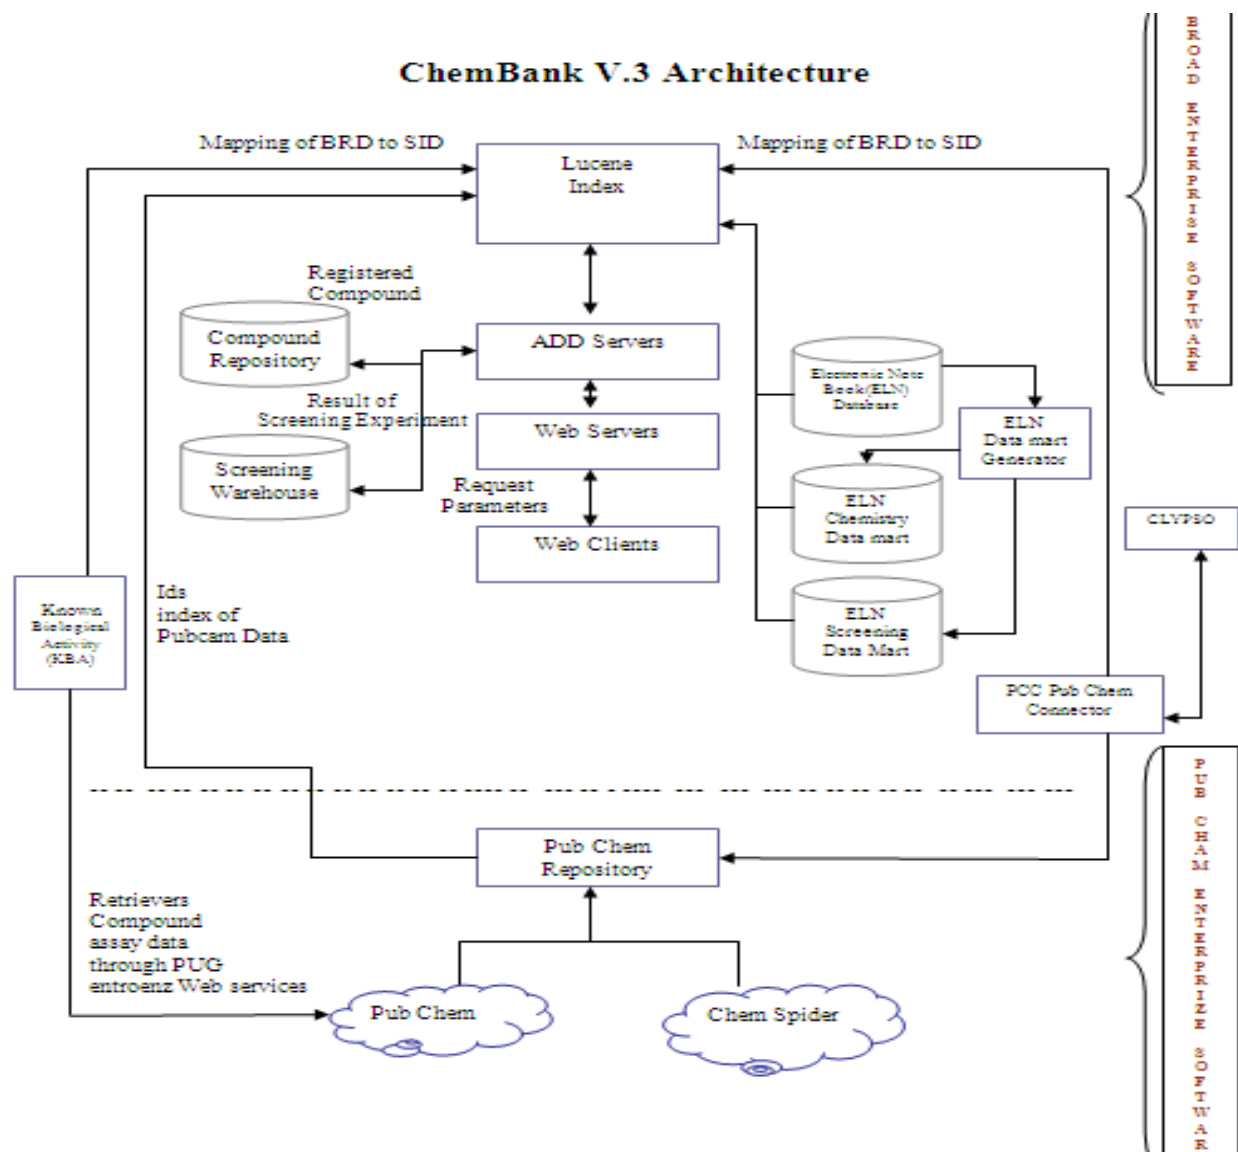 ChemBank V.3 Architecture
Mapping of BRD to SID
Mapping of BRD to SID
Lucene
Index
Registered
Compound
Compound
Repository
ADD Servers
Result of
Screening Experiment
Web Servers
Screening
Warehouse
Request
Parameters
Web Clients
Electronic Note
Book(ELN)
Database
ELN
Data mart
Generator
ELN
Chemistry
Data mart
ELN
Screening
Data Mart
CLYPSO
Known
Biological
Activity
(KBA)
Ids
index of
Pubcam Data
PCC Pub Chem
Connector
Pub Chem
Repository
Retrievers
Compound
assay data
through PUG
entroenz Web services
Pub Chem
Chem Spider
BROAD ENTERPRISE SOFTWARE
PUB CHAM ENTERPRIZE SOFTWAR